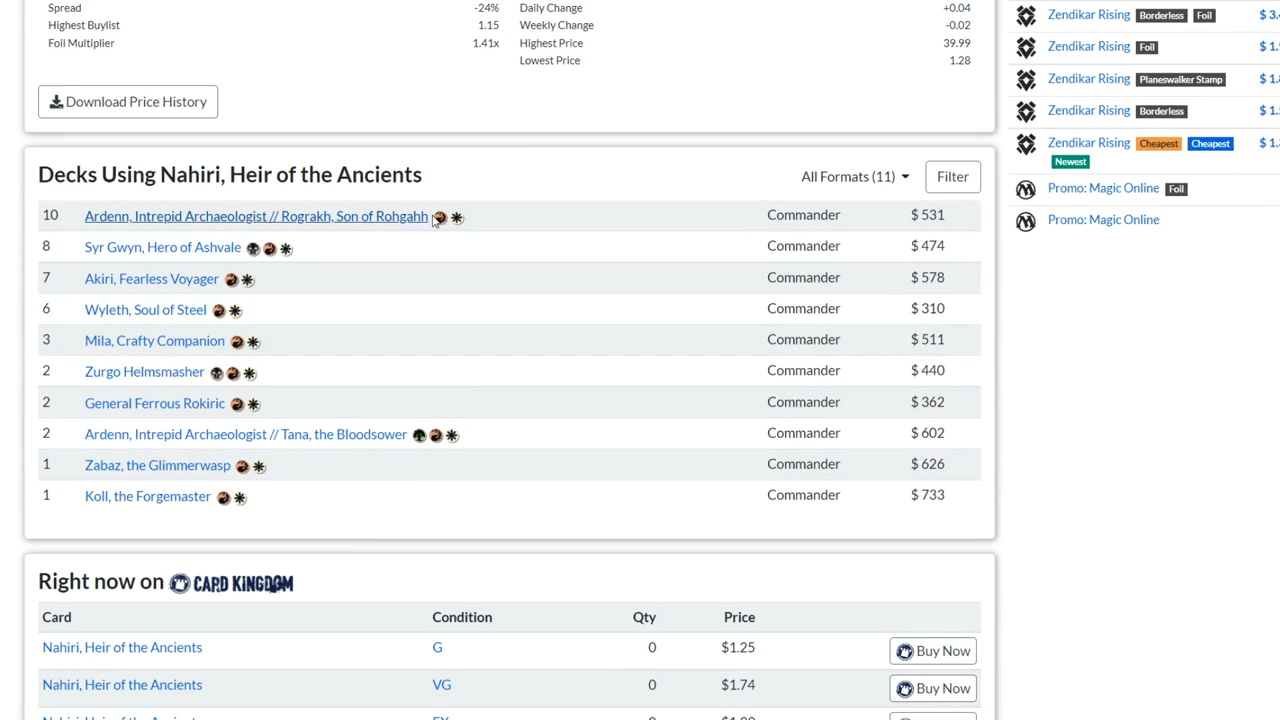 Spread -24% Daily Change +0.04
Highest Buylist 1.15 Weekly Change -0.02
Foil Multiplier 1.41x Highest Price 39.99
Lowest Price 1.28
Download Price History
Decks Using Nahiri, Heir of the Ancients All Formats (11) Filter
10 Ardenn, Intrepid Archaeologist // Rograkh, Son of Rohgahh Commander $ 531
8 Syr Gwyn, Hero of Ashvale Commander $ 474
7 Akiri, Fearless Voyager Commander $ 578
6 Wyleth, Soul of Steel Commander $ 310
3 Mila, Crafty Companion Commander $ 511
2 Zurgo Helmsmasher Commander $ 440
2 General Ferrous Rokiric Commander $ 362
2 Ardenn, Intrepid Archaeologist // Tana, the Bloodsower Commander $ 602
1 Zabaz, the Glimmerwasp Commander $ 626
1 Koll, the Forgemaster Commander $ 733
Right now on CARD KINGDOM
Card Condition Qty Price
Nahiri, Heir of the Ancients G 0 $1.25 Buy Now
Nahiri, Heir of the Ancients VG 0 $1.74 Buy Now
Zendikar Rising Borderless Foil
Zendikar Rising Foil
Zendikar Rising Planeswalker Stamp
Zendikar Rising Borderless
Zendikar Rising Cheapest Cheapest
Newest
Promo: Magic Online Foil
Promo: Magic Online